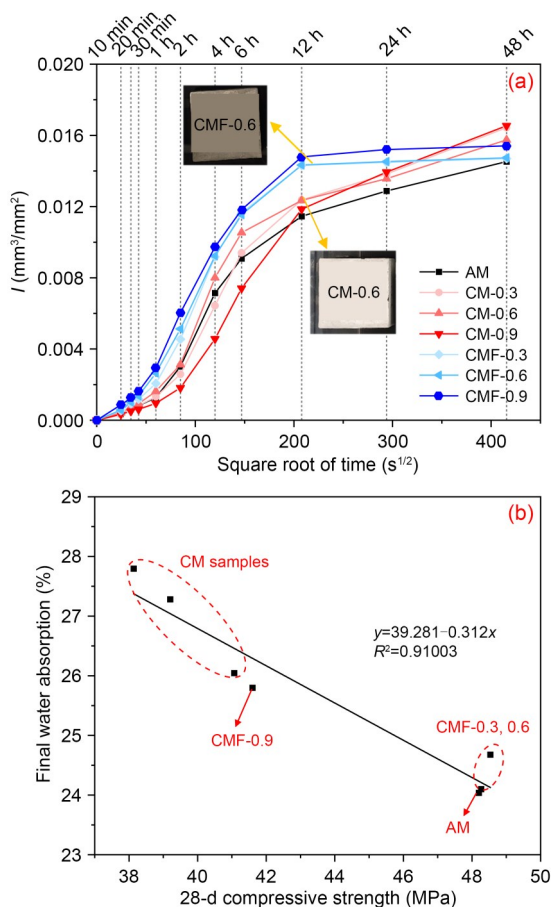 10 min
20 min
30 min
1 h
2 h
4 h
6 h
12 h
24 h
48 h
(a)
0.020
0.016
0.012
0.008
0.004
0.000
I (mm³/mm²)
CMF-0.6
CM-0.6
AM
CM-0.3
CM-0.6
CM-0.9
CMF-0.3
CMF-0.6
CMF-0.9
0 100 200 300 400
Square root of time (s^1/2)
(b)
29
28
27
26
25
24
23
Final water absorption (%)
CM samples
y=39.281−0.312x
R²=0.91003
CMF-0.9
CMF-0.3, 0.6
AM
38 40 42 44 46 48 50
28-d compressive strength (MPa)